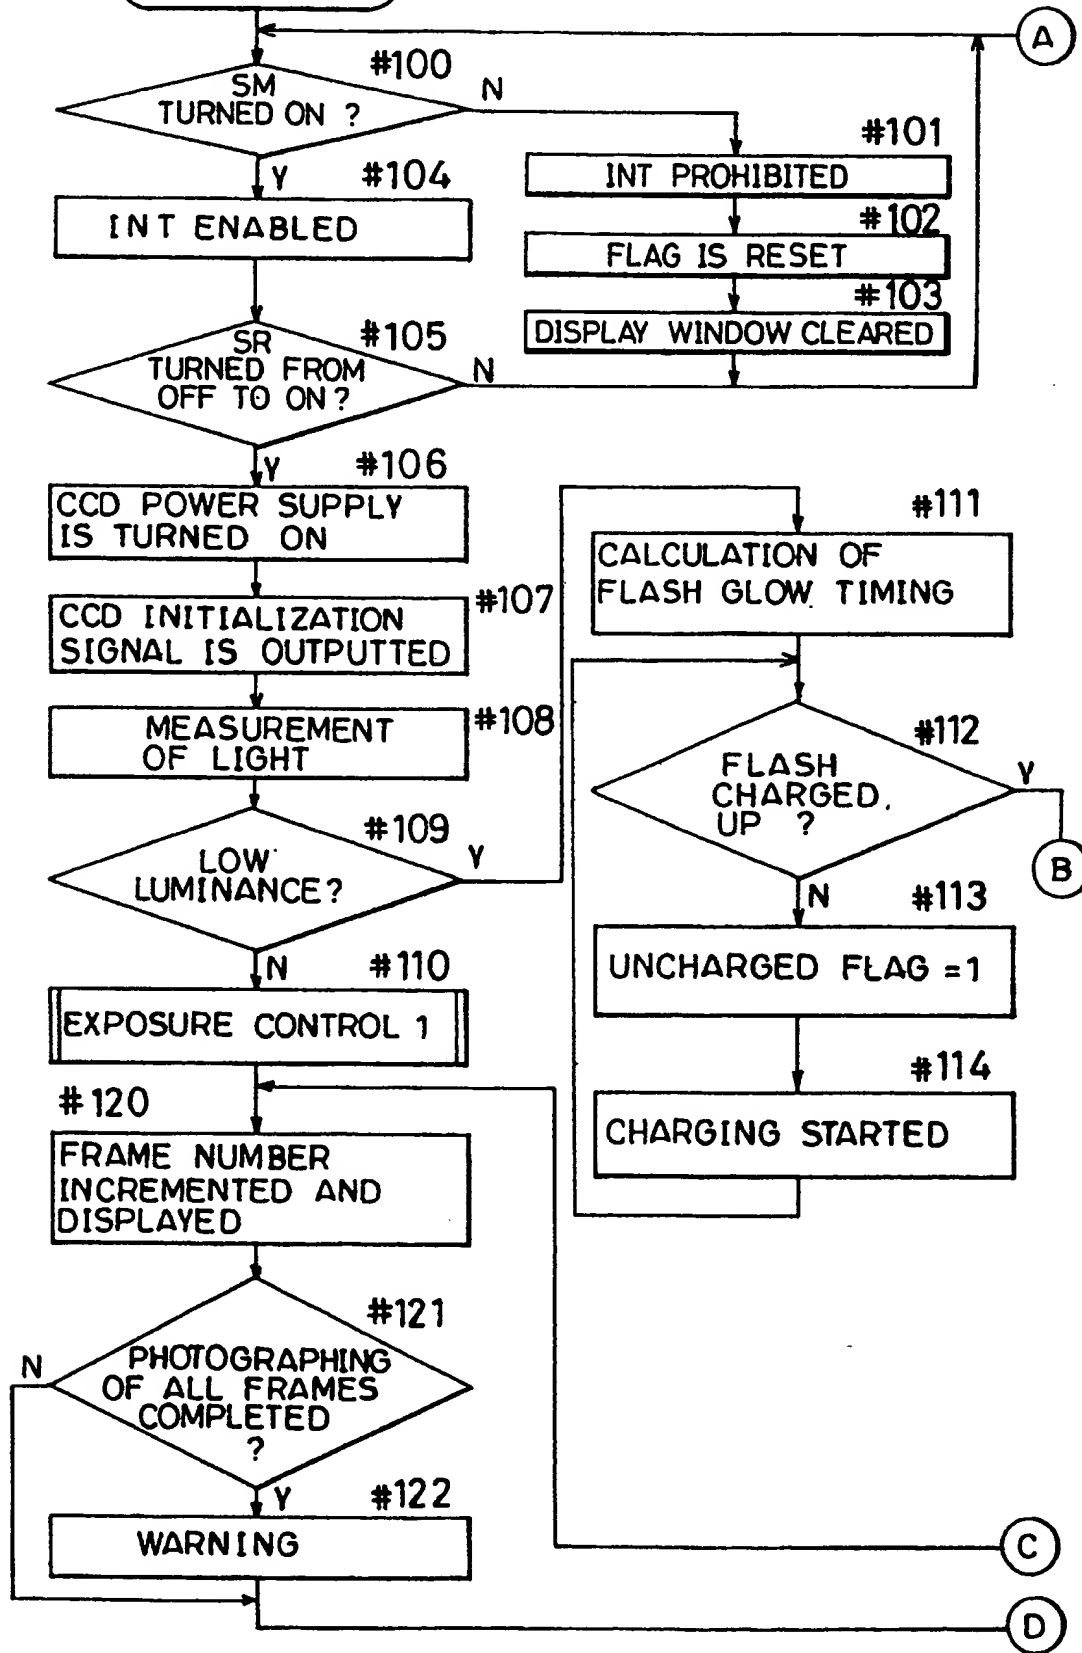 A
#100
SM
TURNED ON ?
N
Y
#101
INT PROHIBITED
#102
FLAG IS RESET
#103
DISPLAY WINDOW CLEARED
#104
INT ENABLED
#105
SR
TURNED FROM
OFF TO ON?
N
Y
#106
CCD POWER SUPPLY
IS TURNED ON
#107
CCD INITIALIZATION
SIGNAL IS OUTPUTTED
#108
MEASUREMENT
OF LIGHT
#109
LOW
LUMINANCE?
Y
N
#110
EXPOSURE CONTROL 1
#111
CALCULATION OF
FLASH GLOW TIMING
#112
FLASH
CHARGED
UP ?
Y
B
N
#113
UNCHARGED FLAG =1
#114
CHARGING STARTED
#120
FRAME NUMBER
INCREMENTED AND
DISPLAYED
#121
PHOTOGRAPHING
OF ALL FRAMES
COMPLETED
?
N
Y
#122
WARNING
C
D